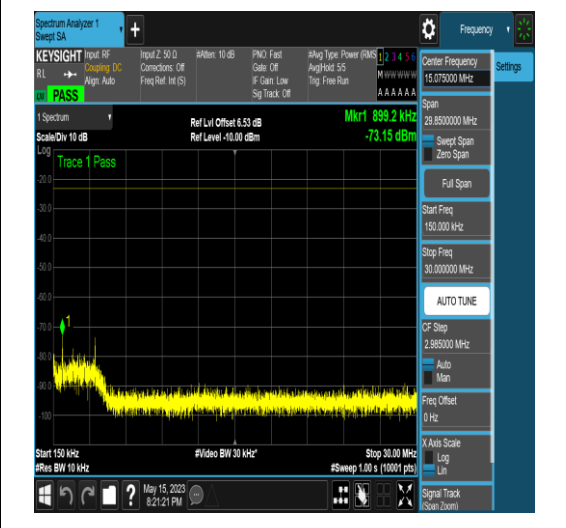 Spectrum Analyzer 1
Swept SA
+
Frequency
KEYSIGHT
RL
PASS
Input: RF
Coupling: DC
Align: Auto
Input Z: 50 Ω
Corrections: Off
Freq Ref: Int (S)
#Atten: 10 dB
PNO: Fast
Gate: Off
IF Gain: Low
Sig Track: Off
#Avg Type: Power (RMS
Avg|Hold: 5/5
Trig: Free Run
1 2 3 4 5 6
M W W W W W
A A A A A A
Settings
Center Frequency
15.075000 MHz
Span
29.8500000 MHz
Swept Span
Zero Span
Full Span
Start Freq
150.000 kHz
Stop Freq
30.000000 MHz
AUTO TUNE
CF Step
2.985000 MHz
Auto
Man
Freq Offset
0 Hz
X Axis Scale
Log
Lin
Signal Track
(Span Zoom)
1 Spectrum
Scale/Div 10 dB
Ref Lvl Offset 6.53 dB
Ref Level -10.00 dBm
Mkr1 899.2 kHz
-73.15 dBm
Log
Trace 1 Pass
-20.0
-30.0
-40.0
-50.0
-60.0
-70.0
-80.0
-90.0
-100
1
Start 150 kHz
#Res BW 10 kHz
#Video BW 30 kHz*
Stop 30.00 MHz
#Sweep 1.00 s (10001 pts)
?
May 15, 2023
8:21:21 PM